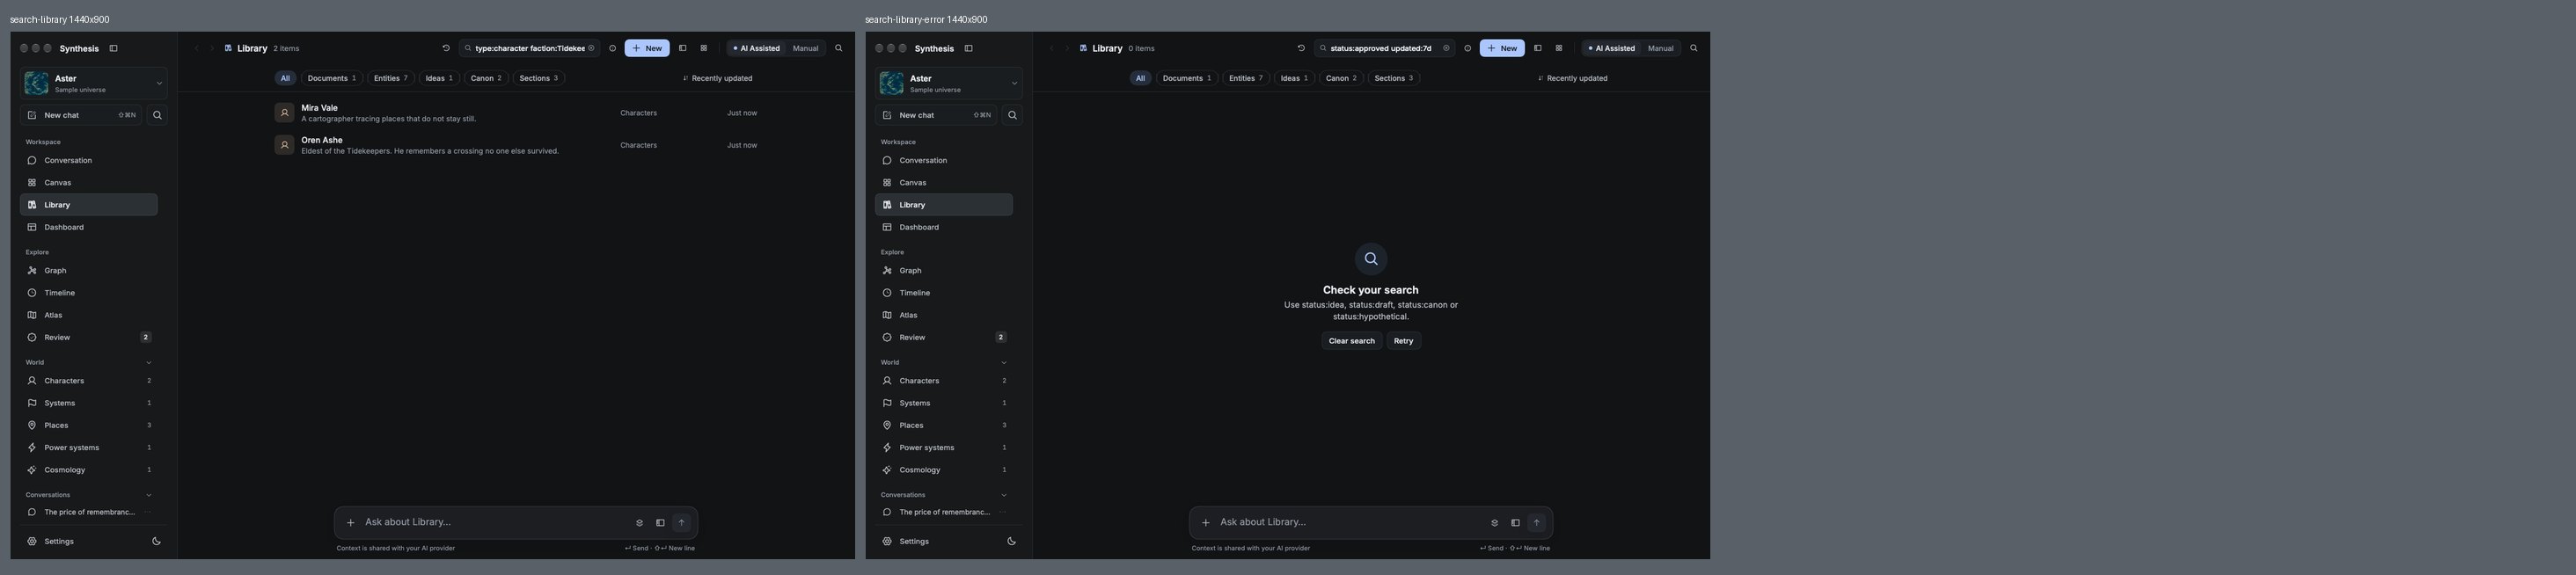 search-library 1440x900
Synthesis
Aster
Sample universe
New chat ⇧⌘N
Workspace
Conversation
Canvas
Library
Dashboard
Explore
Graph
Timeline
Atlas
Review 2
World
Characters 2
Systems 1
Places 3
Power systems 1
Cosmology 1
Conversations
The price of remembranc...
Settings
Library 2 items
type:character faction:Tidekee
New
AI Assisted Manual
All Documents 1 Entities 7 Ideas 1 Canon 2 Sections 3
Recently updated
Mira Vale
A cartographer tracing places that do not stay still.
Characters Just now
Oren Ashe
Eldest of the Tidekeepers. He remembers a crossing no one else survived.
Characters Just now
Ask about Library...
Context is shared with your AI provider
↵ Send · ⇧↵ New line
search-library-error 1440x900
Synthesis
Aster
Sample universe
New chat ⇧⌘N
Workspace
Conversation
Canvas
Library
Dashboard
Explore
Graph
Timeline
Atlas
Review 2
World
Characters 2
Systems 1
Places 3
Power systems 1
Cosmology 1
Conversations
The price of remembranc...
Settings
Library 0 items
status:approved updated:7d
New
AI Assisted Manual
All Documents 1 Entities 7 Ideas 1 Canon 2 Sections 3
Recently updated
Check your search
Use status:idea, status:draft, status:canon or
status:hypothetical.
Clear search Retry
Ask about Library...
Context is shared with your AI provider
↵ Send · ⇧↵ New line